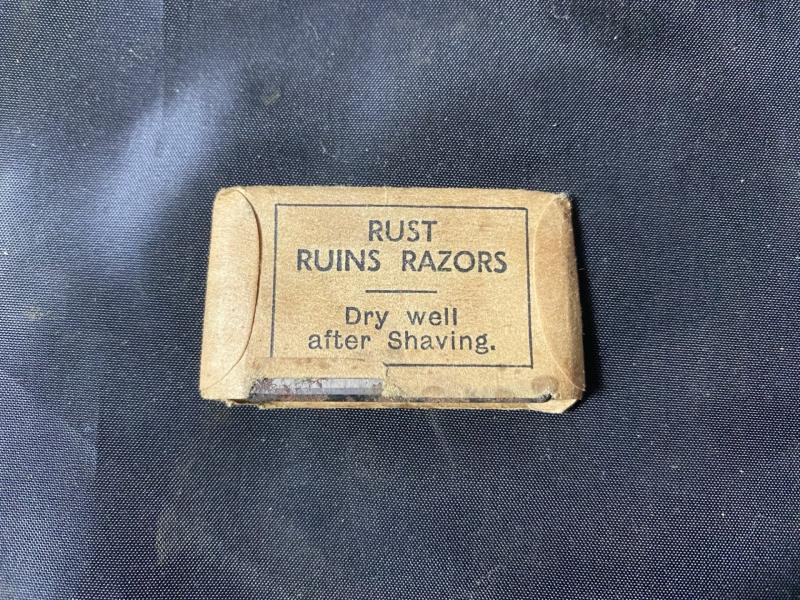 RUST
RUINS RAZORS
Dry well
after Shaving.